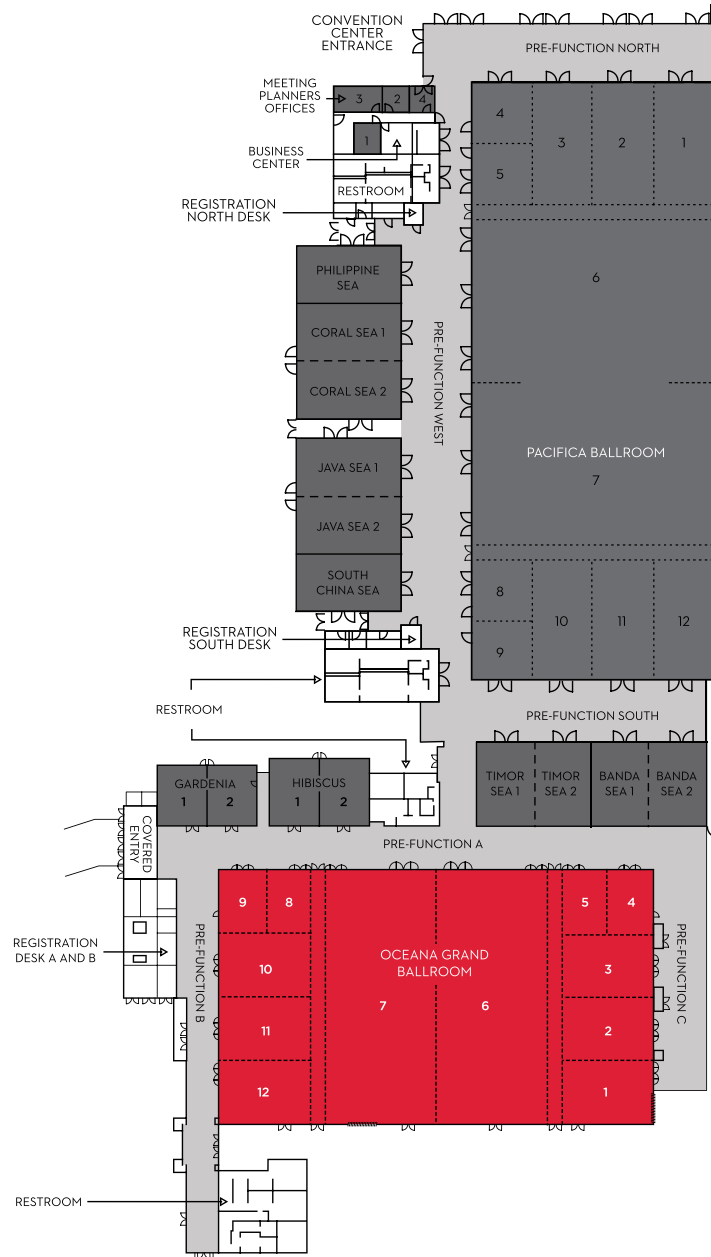 CONVENTION
CENTER
ENTRANCE
PRE-FUNCTION NORTH
MEETING
PLANNERS
OFFICES
3
2
4
1
BUSINESS
CENTER
RESTROOM
REGISTRATION
NORTH DESK
4
3
2
1
5
6
PHILIPPINE
SEA
CORAL SEA 1
CORAL SEA 2
PRE-FUNCTION WEST
PACIFICA BALLROOM
7
JAVA SEA 1
JAVA SEA 2
SOUTH
CHINA SEA
8
10
11
12
9
REGISTRATION
SOUTH DESK
RESTROOM
PRE-FUNCTION SOUTH
GARDENIA
1
2
HIBISCUS
1
2
TIMOR
SEA 1
TIMOR
SEA 2
BANDA
SEA 1
BANDA
SEA 2
COVERED
ENTRY
PRE-FUNCTION A
9
8
5
4
REGISTRATION
DESK A AND B
PRE-FUNCTION B
OCEANA GRAND
BALLROOM
PRE-FUNCTION C
10
3
7
6
11
2
12
1
RESTROOM